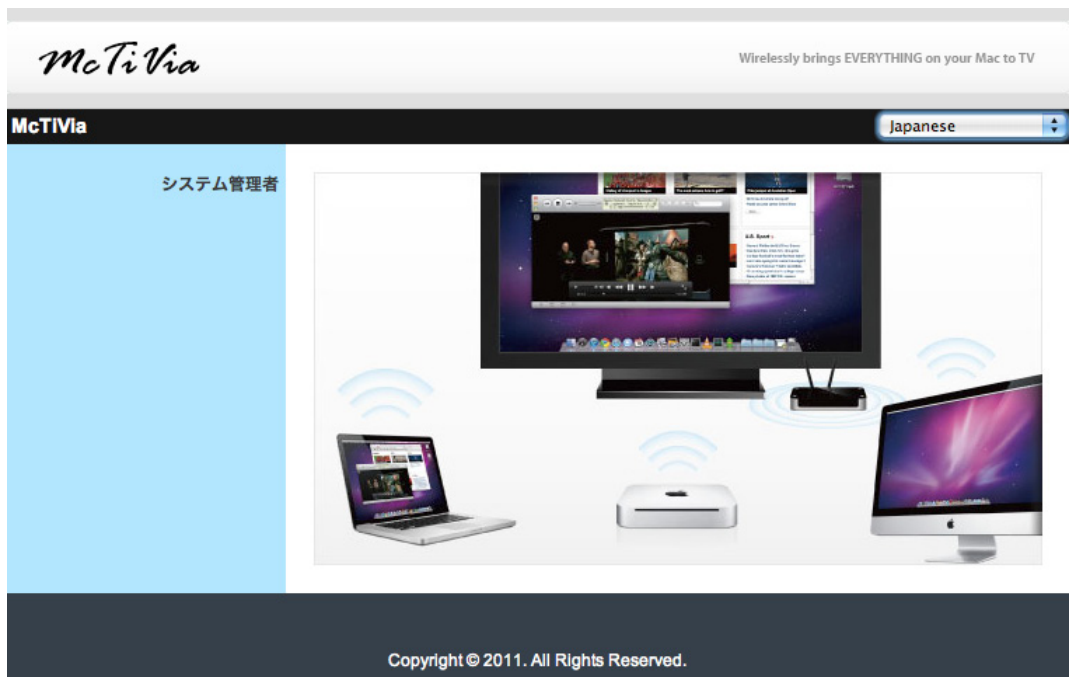 McTiVia
Wirelessly brings EVERYTHING on your Mac to TV
McTiVia
Japanese
システム管理者
U.S. Sport »
Copyright © 2011. All Rights Reserved.